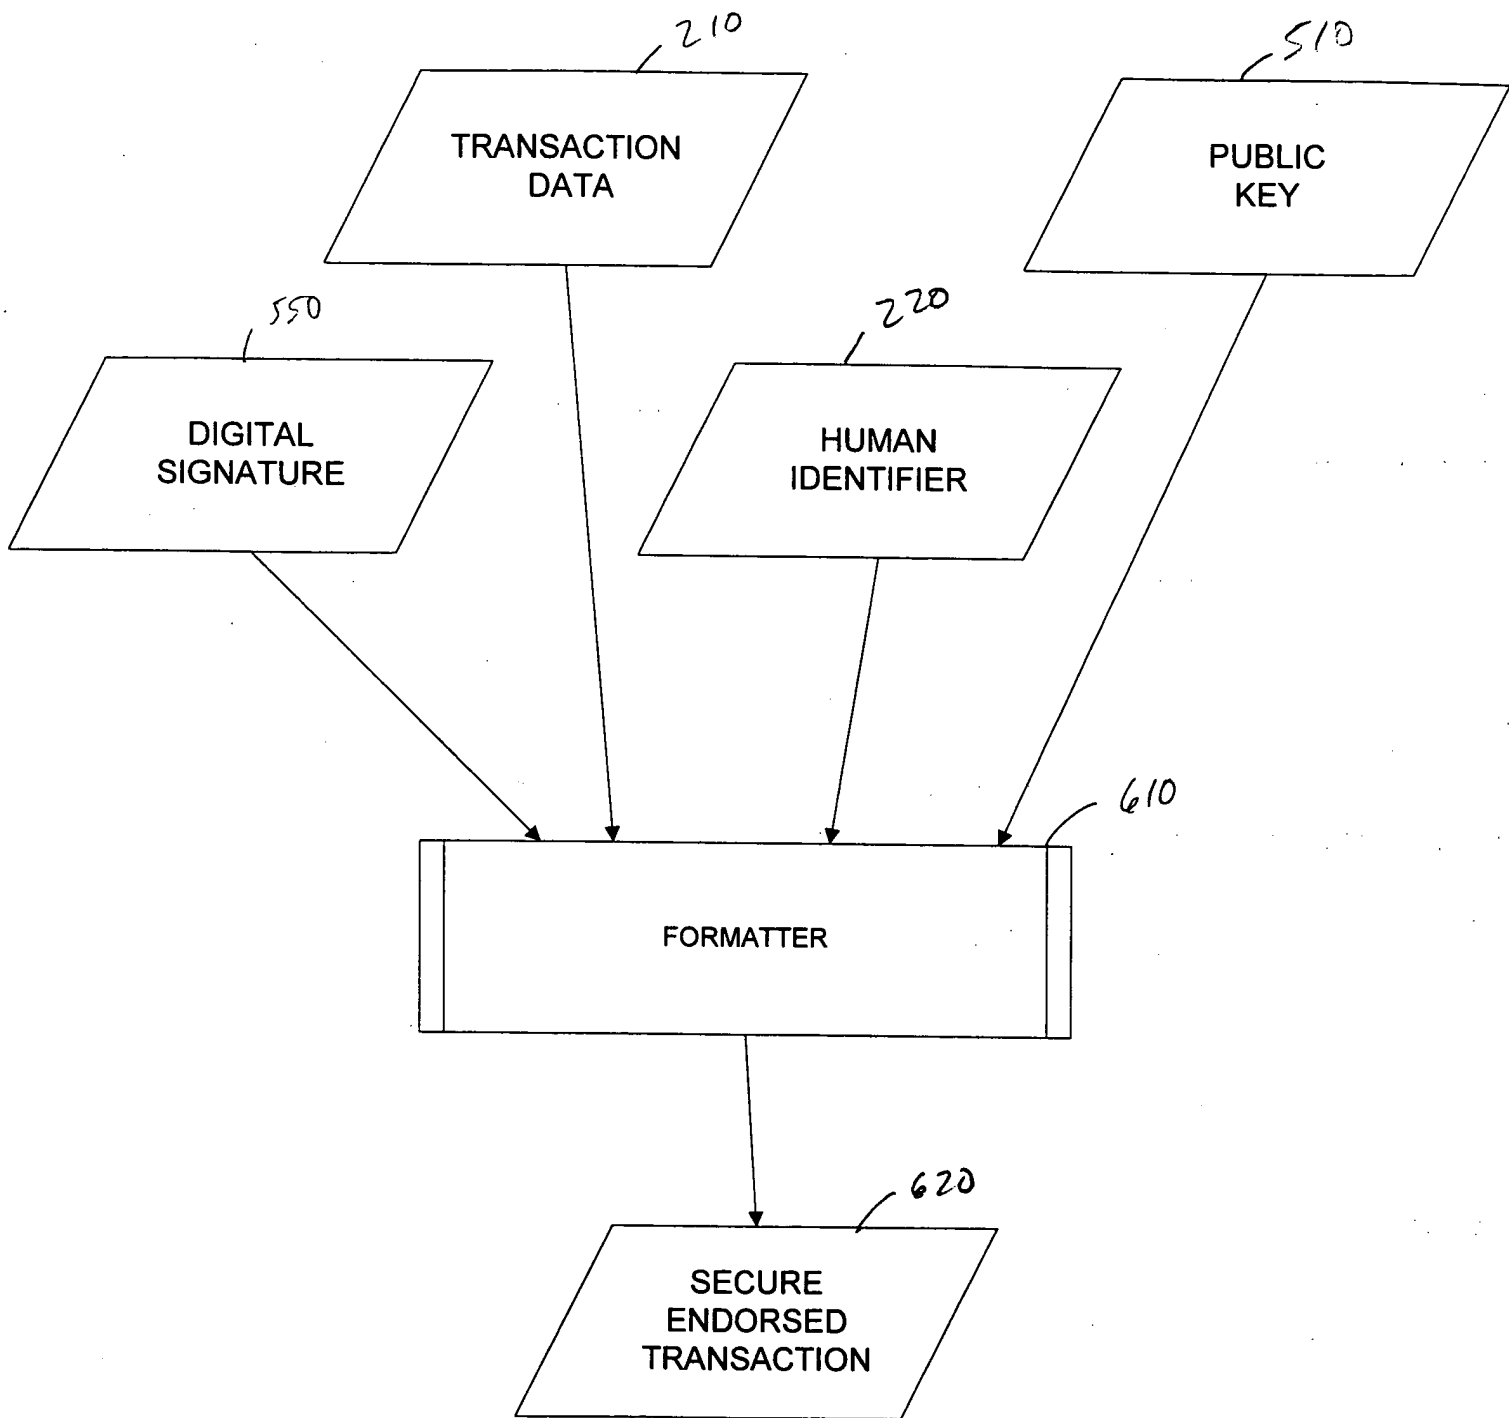 210
510
TRANSACTION
DATA
PUBLIC
KEY
550
220
DIGITAL
SIGNATURE
HUMAN
IDENTIFIER
610
FORMATTER
620
SECURE
ENDORSED
TRANSACTION